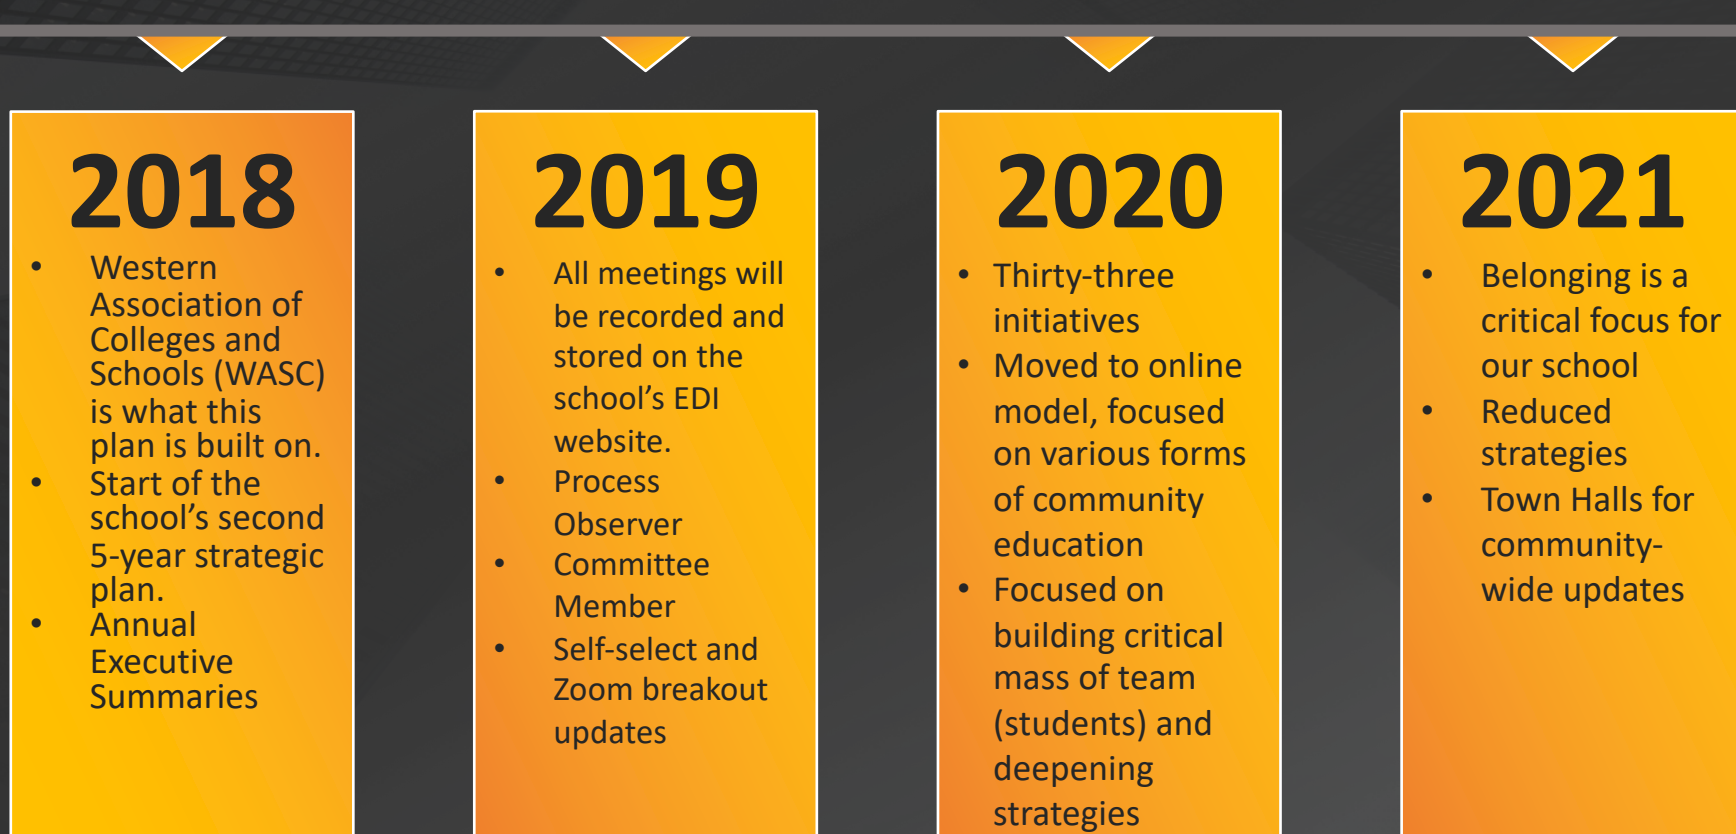 2018
• Western
Association of
Colleges and
Schools (WASC)
is what this
plan is built on.
• Start of the
school’s second
5-year strategic
plan.
• Annual
Executive
Summaries
2019
• All meetings will
be recorded and
stored on the
school’s EDI
website.
• Process
Observer
• Committee
Member
• Self-select and
Zoom breakout
updates
2020
• Thirty-three
initiatives
• Moved to online
model, focused
on various forms
of community
education
• Focused on
building critical
mass of team
(students) and
deepening
strategies
2021
• Belonging is a
critical focus for
our school
• Reduced
strategies
• Town Halls for
community-
wide updates